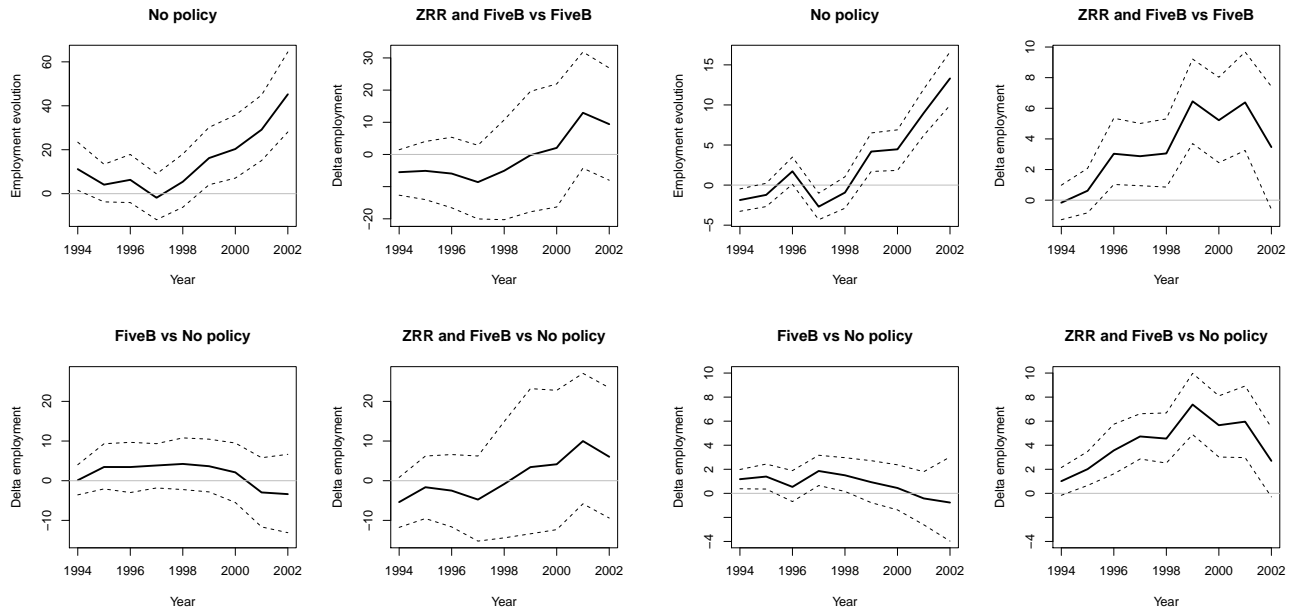 No policy
Employment evolution
60
40
20
0
1994 1996 1998 2000 2002
Year
ZRR and FiveB vs FiveB
Delta employment
30
20
10
0
−20
1994 1996 1998 2000 2002
Year
No policy
Employment evolution
15
10
5
0
−5
1994 1996 1998 2000 2002
Year
ZRR and FiveB vs FiveB
Delta employment
10
8
6
4
2
0
1994 1996 1998 2000 2002
Year
FiveB vs No policy
Delta employment
20
10
0
−10
1994 1996 1998 2000 2002
Year
ZRR and FiveB vs No policy
Delta employment
20
10
0
−10
1994 1996 1998 2000 2002
Year
FiveB vs No policy
Delta employment
10
8
6
4
2
0
−4
1994 1996 1998 2000 2002
Year
ZRR and FiveB vs No policy
Delta employment
10
8
6
4
2
0
−4
1994 1996 1998 2000 2002
Year